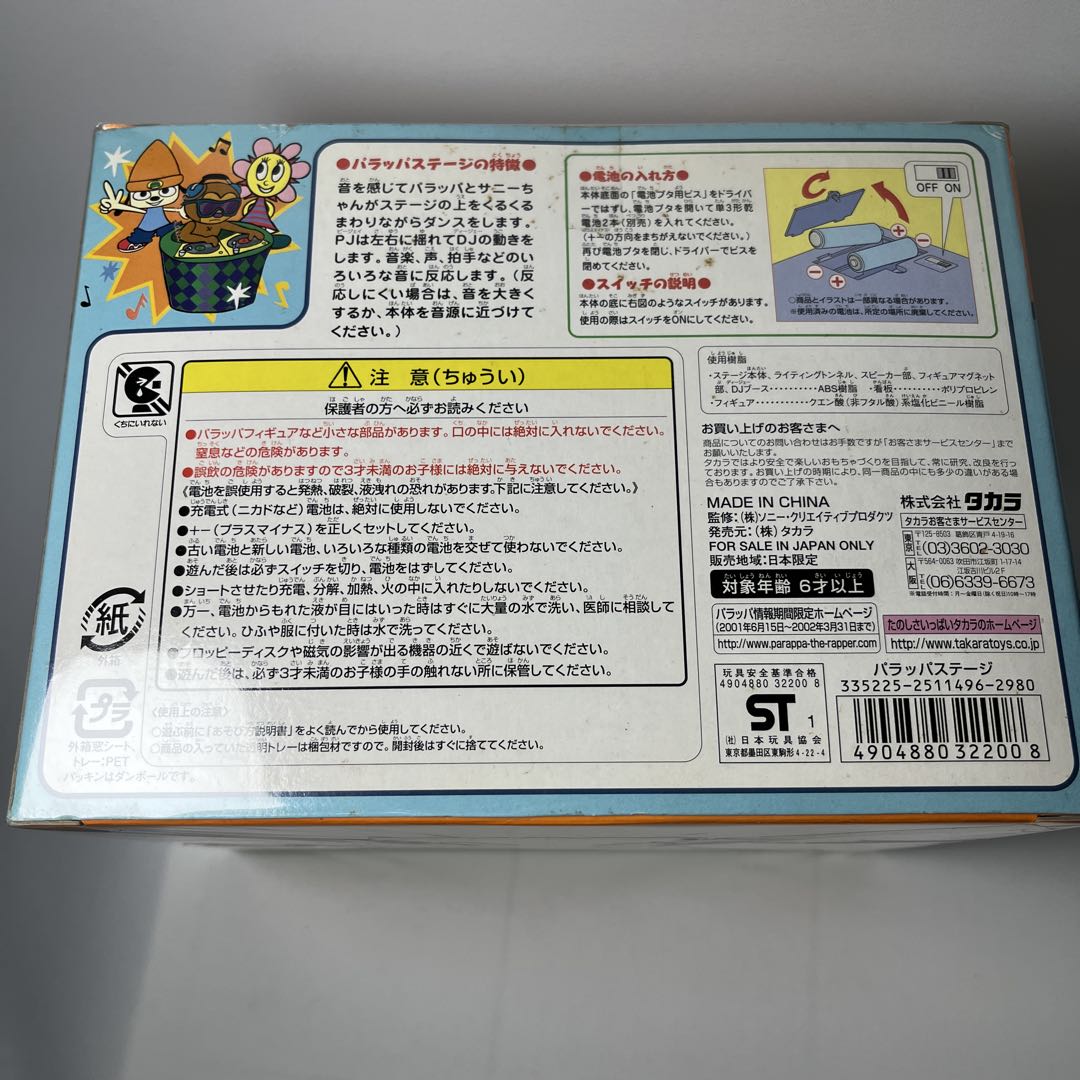 ●パラッパステージの特徴●
音を感じてパラッパとサニーち
ゃんがステージの上をくるくる
まわりながらダンスをします。
PJは左右に揺れてDJの動きを
します。音楽、声、拍手などのい
ろいろな音に反応します。（反
応しにくい場合は、音を大きく
するか、本体を音源に近づけて
ください。）
●電池の入れ方●
本体底面の「電池ブタ用ビス」をドライバ
ーではずし、電池ブタを開いて単3形乾
電池2本（別売）を入れてください。
（＋－の方向をまちがえないでください。）
再び電池ブタを閉じ、ドライバーでビスを
閉めてください。
●スイッチの説明●
本体の底に右図のようなスイッチがあります。
使用の際はスイッチをONにしてください。
OFF ON
○商品とイラストは一部異なる場合があります。
※使用済みの電池は、所定の場所に廃棄してください。
くちにいれない
注 意（ちゅうい）
保護者の方へ必ずお読みください
●パラッパフィギュアなど小さな部品があります。口の中には絶対に入れないでください。
窒息などの危険があります。
●誤飲の危険がありますので3才未満のお子様には絶対に与えないでください。
《電池を誤使用すると発熱、破裂、液洩れの恐れがあります。下記に注意してください。》
●充電式（ニカドなど）電池は、絶対に使用しないでください。
●＋－（プラスマイナス）を正しくセットしてください。
●古い電池と新しい電池、いろいろな種類の電池を交ぜて使わないでください。
●遊んだ後は必ずスイッチを切り、電池をはずしてください。
●ショートさせたり充電、分解、加熱、火の中に入れたりしないでください。
●万一、電池からもれた液が目にはいった時はすぐに大量の水で洗い、医師に相談して
ください。ひふや服に付いた時は水で洗ってください。
●フロッピーディスクや磁気の影響が出る機器の近くで遊ばないでください。
●遊んだ後は、必ず3才未満のお子様の手の触れない所に保管してください。
紙
外箱
プラ
外箱窓シート、
トレー:PET
パッキンはダンボールです。
〈使用上の注意〉
○遊ぶ前に「あそび方説明書」をよく読んでから使用してください。
○商品の入っていた透明トレーは梱包材ですので。開封後はすぐに捨ててください。
使用樹脂
・ステージ本体、ライティングトンネル、スピーカー部、フィギュアマグネット
部、DJブース………ABS樹脂 ・看板………ポリプロピレン
・フィギュア………クエン酸（非フタル酸）系塩化ビニール樹脂
お買い上げのお客さまへ
商品についてのお問い合わせはお手数ですが「お客さまサービスセンター」まで
お願いいたします。
タカラではより安全で楽しいおもちゃづくりを目指して、常に研究、改良を行っ
ております。お買い上げの時期により、同一商品の中にも多少の違いがある場
合もありますのでご了承ください。
MADE IN CHINA
監修：（株）ソニー・クリエイティブプロダクツ
発売元：（株）タカラ
FOR SALE IN JAPAN ONLY
販売地域：日本限定
対象年齢 6才以上
株式会社 タカラ
タカラお客さまサービスセンター
東京
〒125-8503 葛飾区青戸4-19-16
(03)3602-3030
大阪
〒564-0063 吹田市江坂町1-17-14
江坂吉川ビル2F
(06)6339-6673
※電話受付時間：月～金曜日（除く祝日）10時～17時
パラッパ情報期間限定ホームページ
（2001年6月15日～2002年3月31日まで）
http://www.parappa-the-rapper.com/
たのしさいっぱいタカラのホームページ
http://www.takaratoys.co.jp
玩具安全基準合格
4904880 32200 8
ST 1
（社）日本玩具協会
東京都墨田区東駒形4-22-4
パラッパステージ
335225-2511496-2980
4904880322008